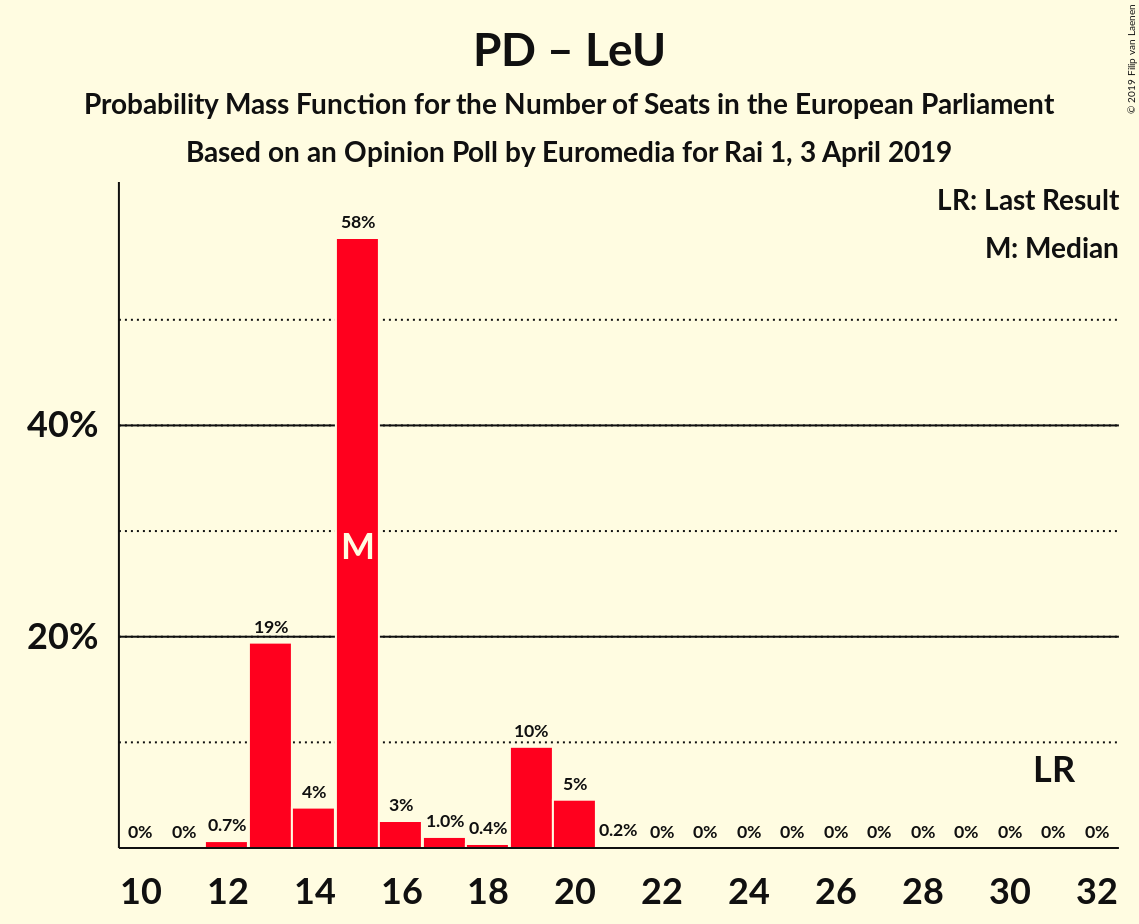 PD – LeU
Probability Mass Function for the Number of Seats in the European Parliament
Based on an Opinion Poll by Euromedia for Rai 1, 3 April 2019
© 2019 Filip van Laenen
LR: Last Result
M: Median
58%
40%
M
19%
20%
10%
LR
5%
4%
3%
1.0%
0.7%
0.4%
0.2%
0% 0% 0% 0% 0% 0% 0% 0% 0% 0% 0% 0% 0%
10 12 14 16 18 20 22 24 26 28 30 32